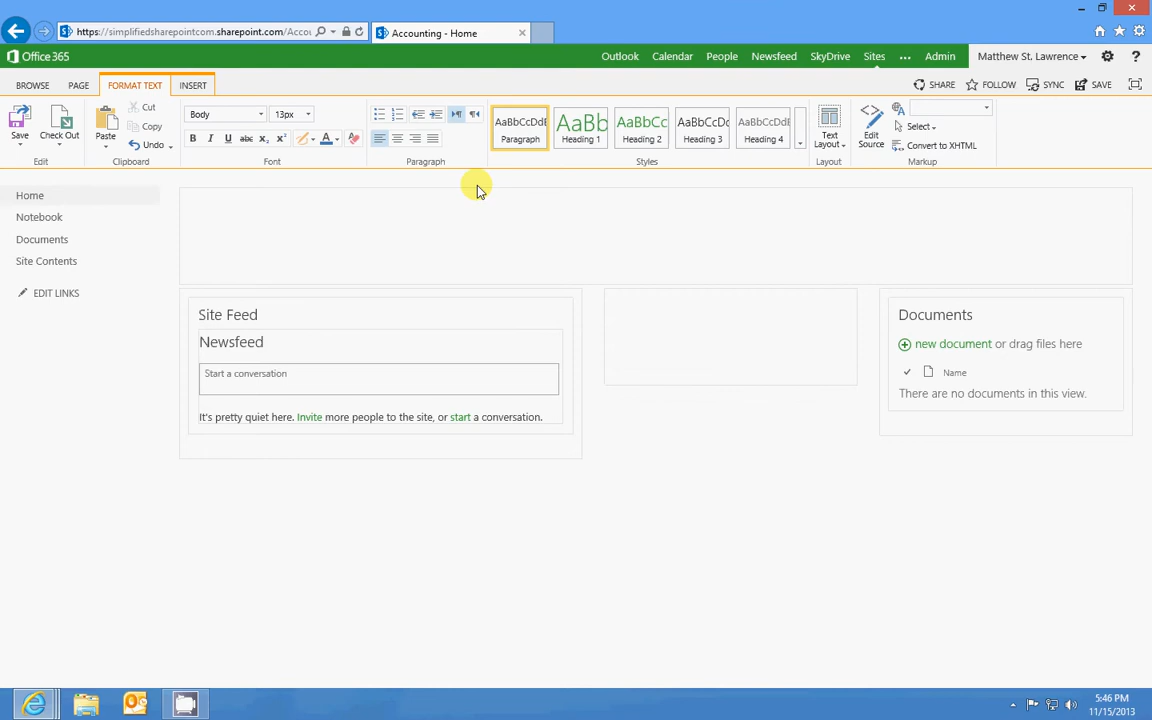 https://simplifiedsharepointcom.sharepoint.com/Accou
Accounting - Home
Office 365
Outlook Calendar People Newsfeed SkyDrive Sites ... Admin Matthew St. Lawrence ?
BROWSE PAGE FORMAT TEXT INSERT
SHARE FOLLOW SYNC SAVE
Save
Check Out
Edit
Paste
Cut
Copy
Undo
Clipboard
Body 13px
B I U abc x₂ x² A
Font
Paragraph
AaBbCcDdE AaBb AaBbCc AaBbCcDc AaBbCcDdE
Paragraph Heading 1 Heading 2 Heading 3 Heading 4
Styles
Text Layout
Layout
Edit Source
Select
Convert to XHTML
Markup
Home
Notebook
Documents
Site Contents
EDIT LINKS
Site Feed
Newsfeed
Start a conversation
It's pretty quiet here. Invite more people to the site, or start a conversation.
Documents
new document or drag files here
Name
There are no documents in this view.
5:46 PM
11/15/2013